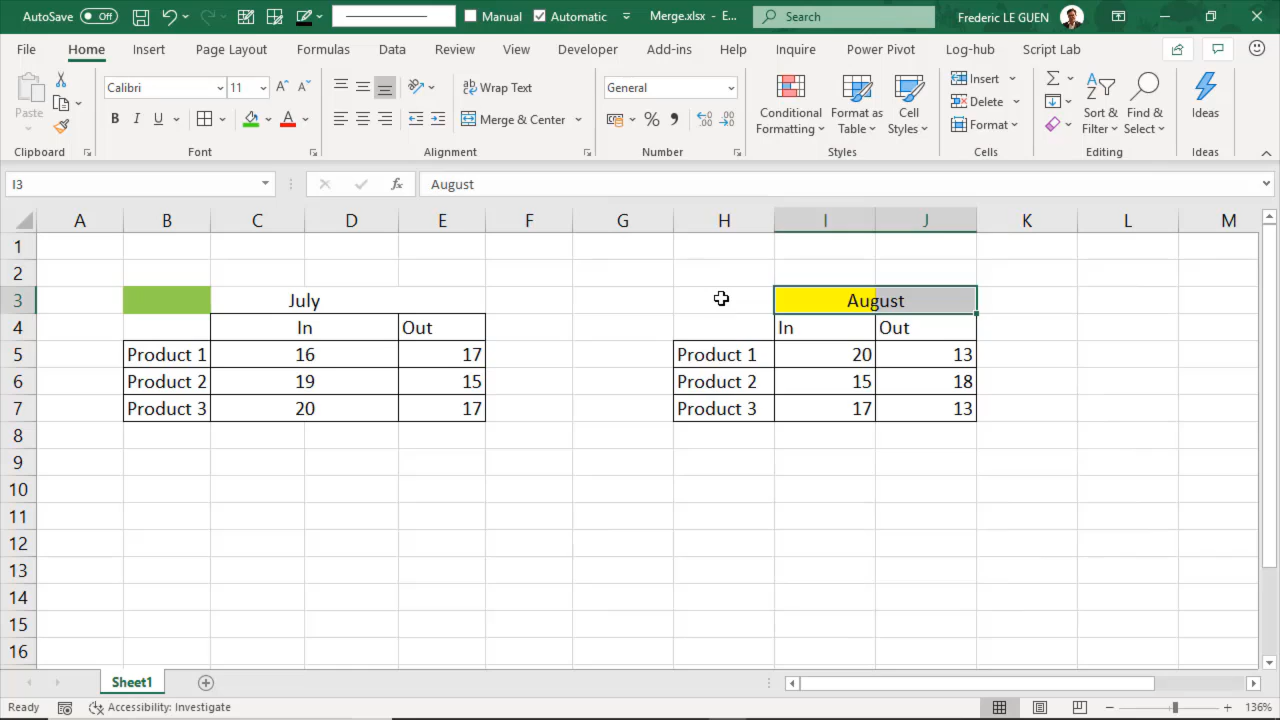 AutoSave Off Manual Automatic Merge.xlsx - E... Search Frederic LE GUEN
File Home Insert Page Layout Formulas Data Review View Developer Add-ins Help Inquire Power Pivot Log-hub Script Lab
Paste
Clipboard
Calibri 11
B I U
Font
Wrap Text
Merge & Center
Alignment
General
Number
Conditional Formatting
Format as Table
Cell Styles
Styles
Insert
Delete
Format
Cells
Sort & Filter
Find & Select
Editing
Ideas
Ideas
I3 fx August
A B C D E F G H I J K L M
1
2
3 July August
4 In Out In Out
5 Product 1 16 17 Product 1 20 13
6 Product 2 19 15 Product 2 15 18
7 Product 3 20 17 Product 3 17 13
8
9
10
11
12
13
14
15
16
Sheet1
Ready Accessibility: Investigate 136%